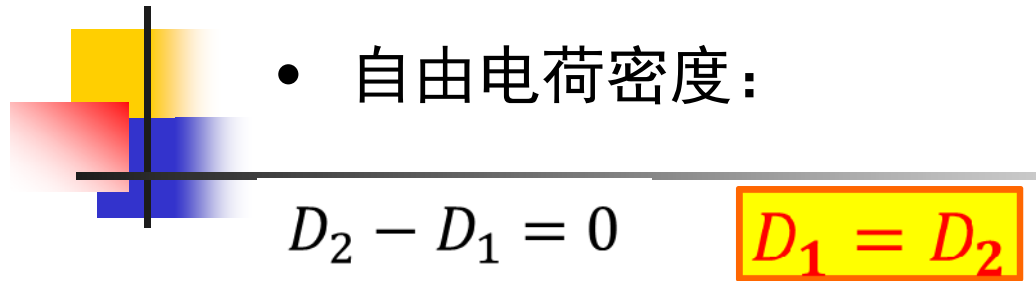 • 自由电荷密度：
D₂ − D₁ = 0 D₁ = D₂